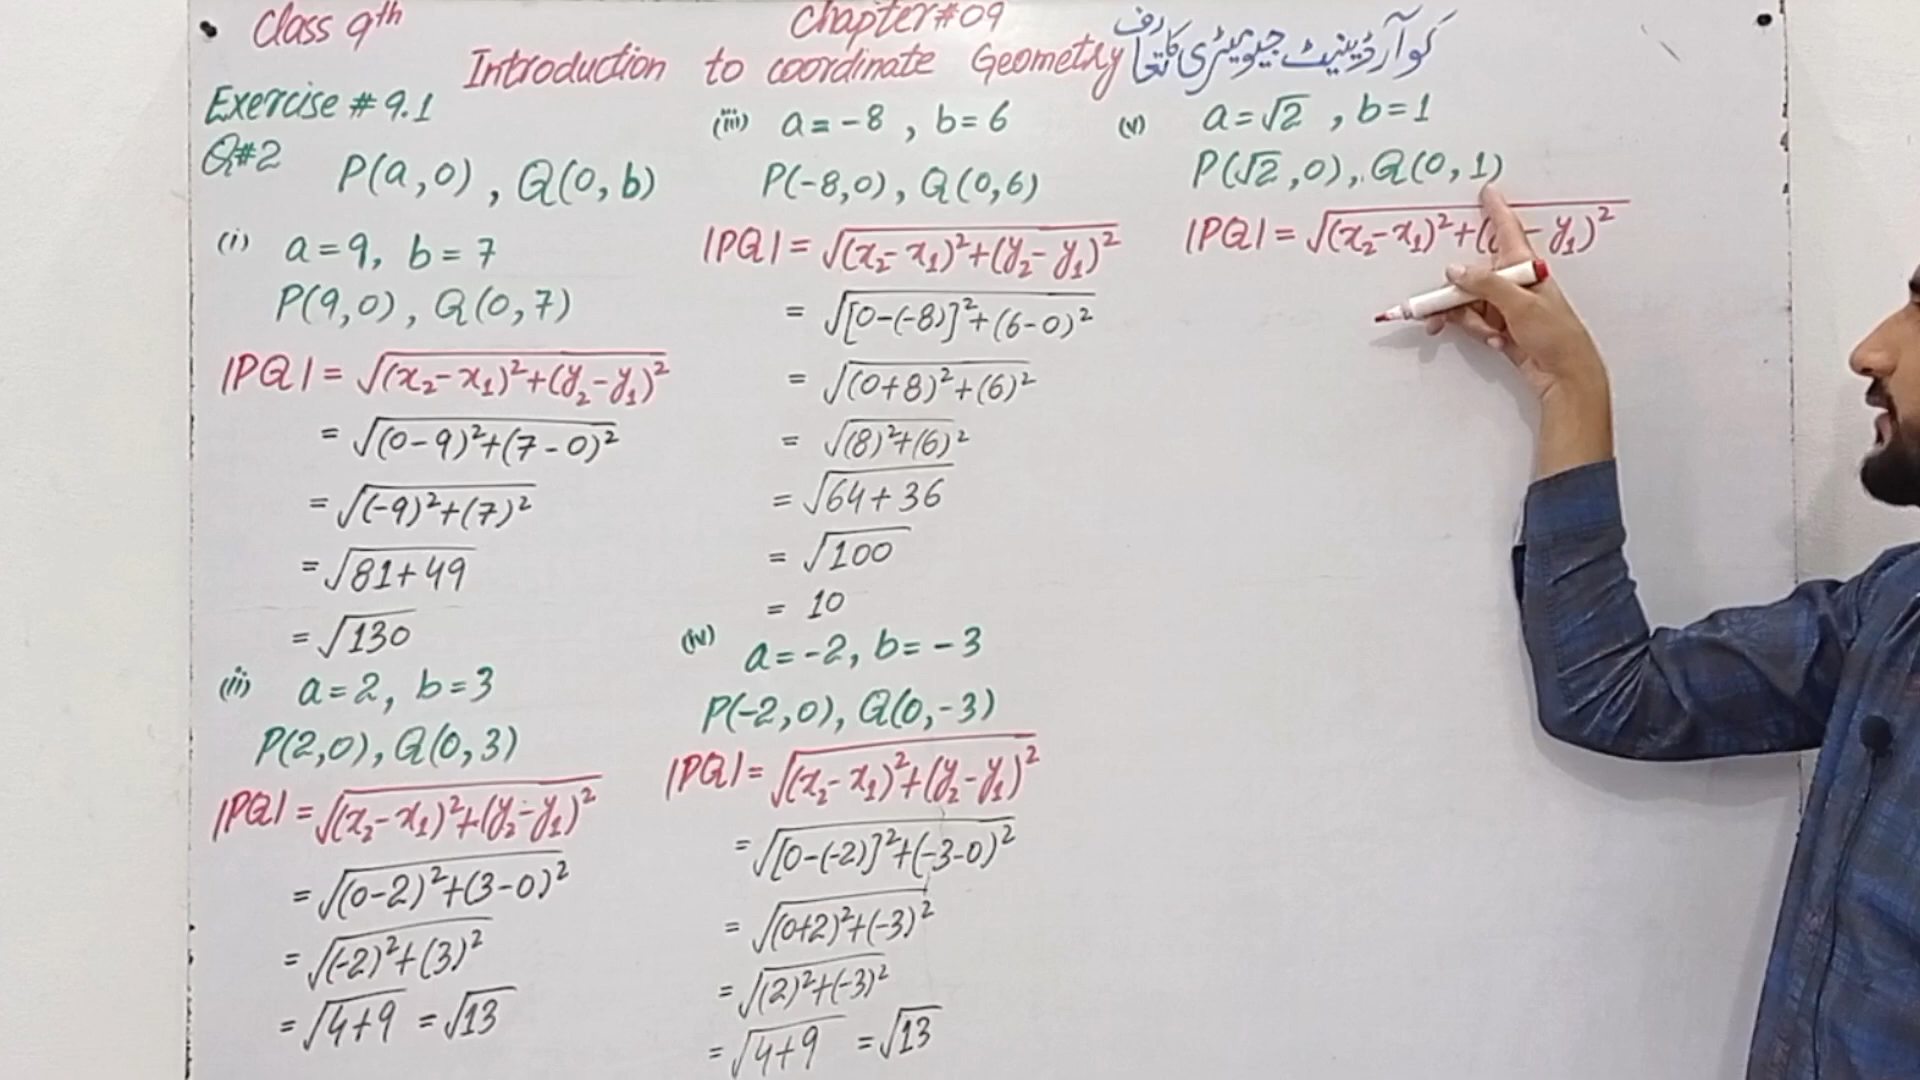 Class 9th
Chapter#09
Introduction to coordinate Geometry کوآرڈینیٹ جیومیٹری کا تعارف
Exercise # 9.1
Q#2
P(a,0), Q(0,b)
(i) a=9, b=7
P(9,0), Q(0,7)
|PQ| = √(x₂-x₁)²+(y₂-y₁)²
= √(0-9)²+(7-0)²
= √(-9)²+(7)²
= √81+49
= √130
(ii) a=2, b=3
P(2,0), Q(0,3)
|PQ| = √(x₂-x₁)²+(y₂-y₁)²
= √(0-2)²+(3-0)²
= √(-2)²+(3)²
= √4+9 = √13
(iii) a=-8, b=6
P(-8,0), Q(0,6)
|PQ| = √(x₂-x₁)²+(y₂-y₁)²
= √[0-(-8)]²+(6-0)²
= √(0+8)²+(6)²
= √(8)²+(6)²
= √64+36
= √100
= 10
(iv) a=-2, b=-3
P(-2,0), Q(0,-3)
|PQ| = √(x₂-x₁)²+(y₂-y₁)²
= √[0-(-2)]²+(-3-0)²
= √(0+2)²+(-3)²
= √(2)²+(-3)²
= √4+9 = √13
(v) a=√2, b=1
P(√2,0), Q(0,1)
|PQ| = √(x₂-x₁)²+( - y₁)²